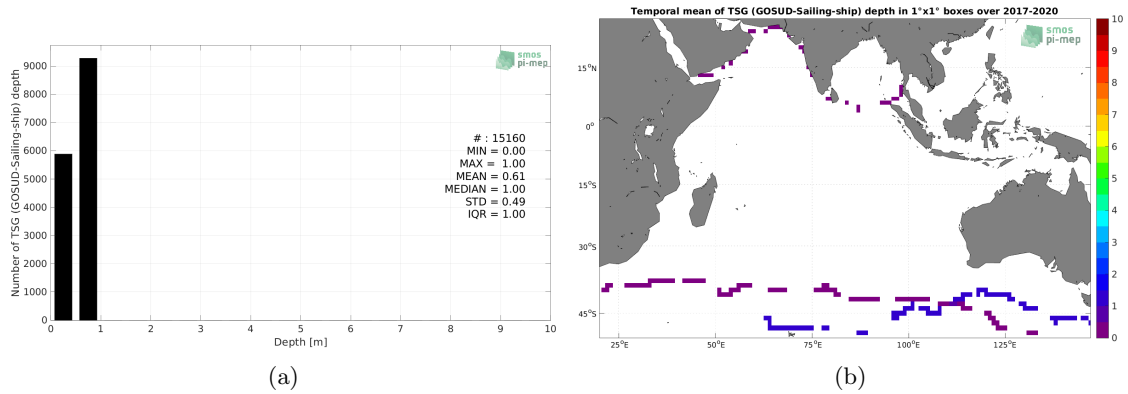 smos
pi-mep
9000
8000
7000
6000
5000
4000
3000
2000
1000
0
Number of TSG (GOSUD-Sailing-ship) depth
# : 15160
MIN = 0.00
MAX = 1.00
MEAN = 0.61
MEDIAN = 1.00
STD = 0.49
IQR = 1.00
0 1 2 3 4 5 6 7 8 9 10
Depth [m]
(a)
Temporal mean of TSG (GOSUD-Sailing-ship) depth in 1°x1° boxes over 2017-2020
smos
pi-mep
15°N
0°
15°S
30°S
45°S
25°E 50°E 75°E 100°E 125°E
10
9
8
7
6
5
4
3
2
1
0
(b)